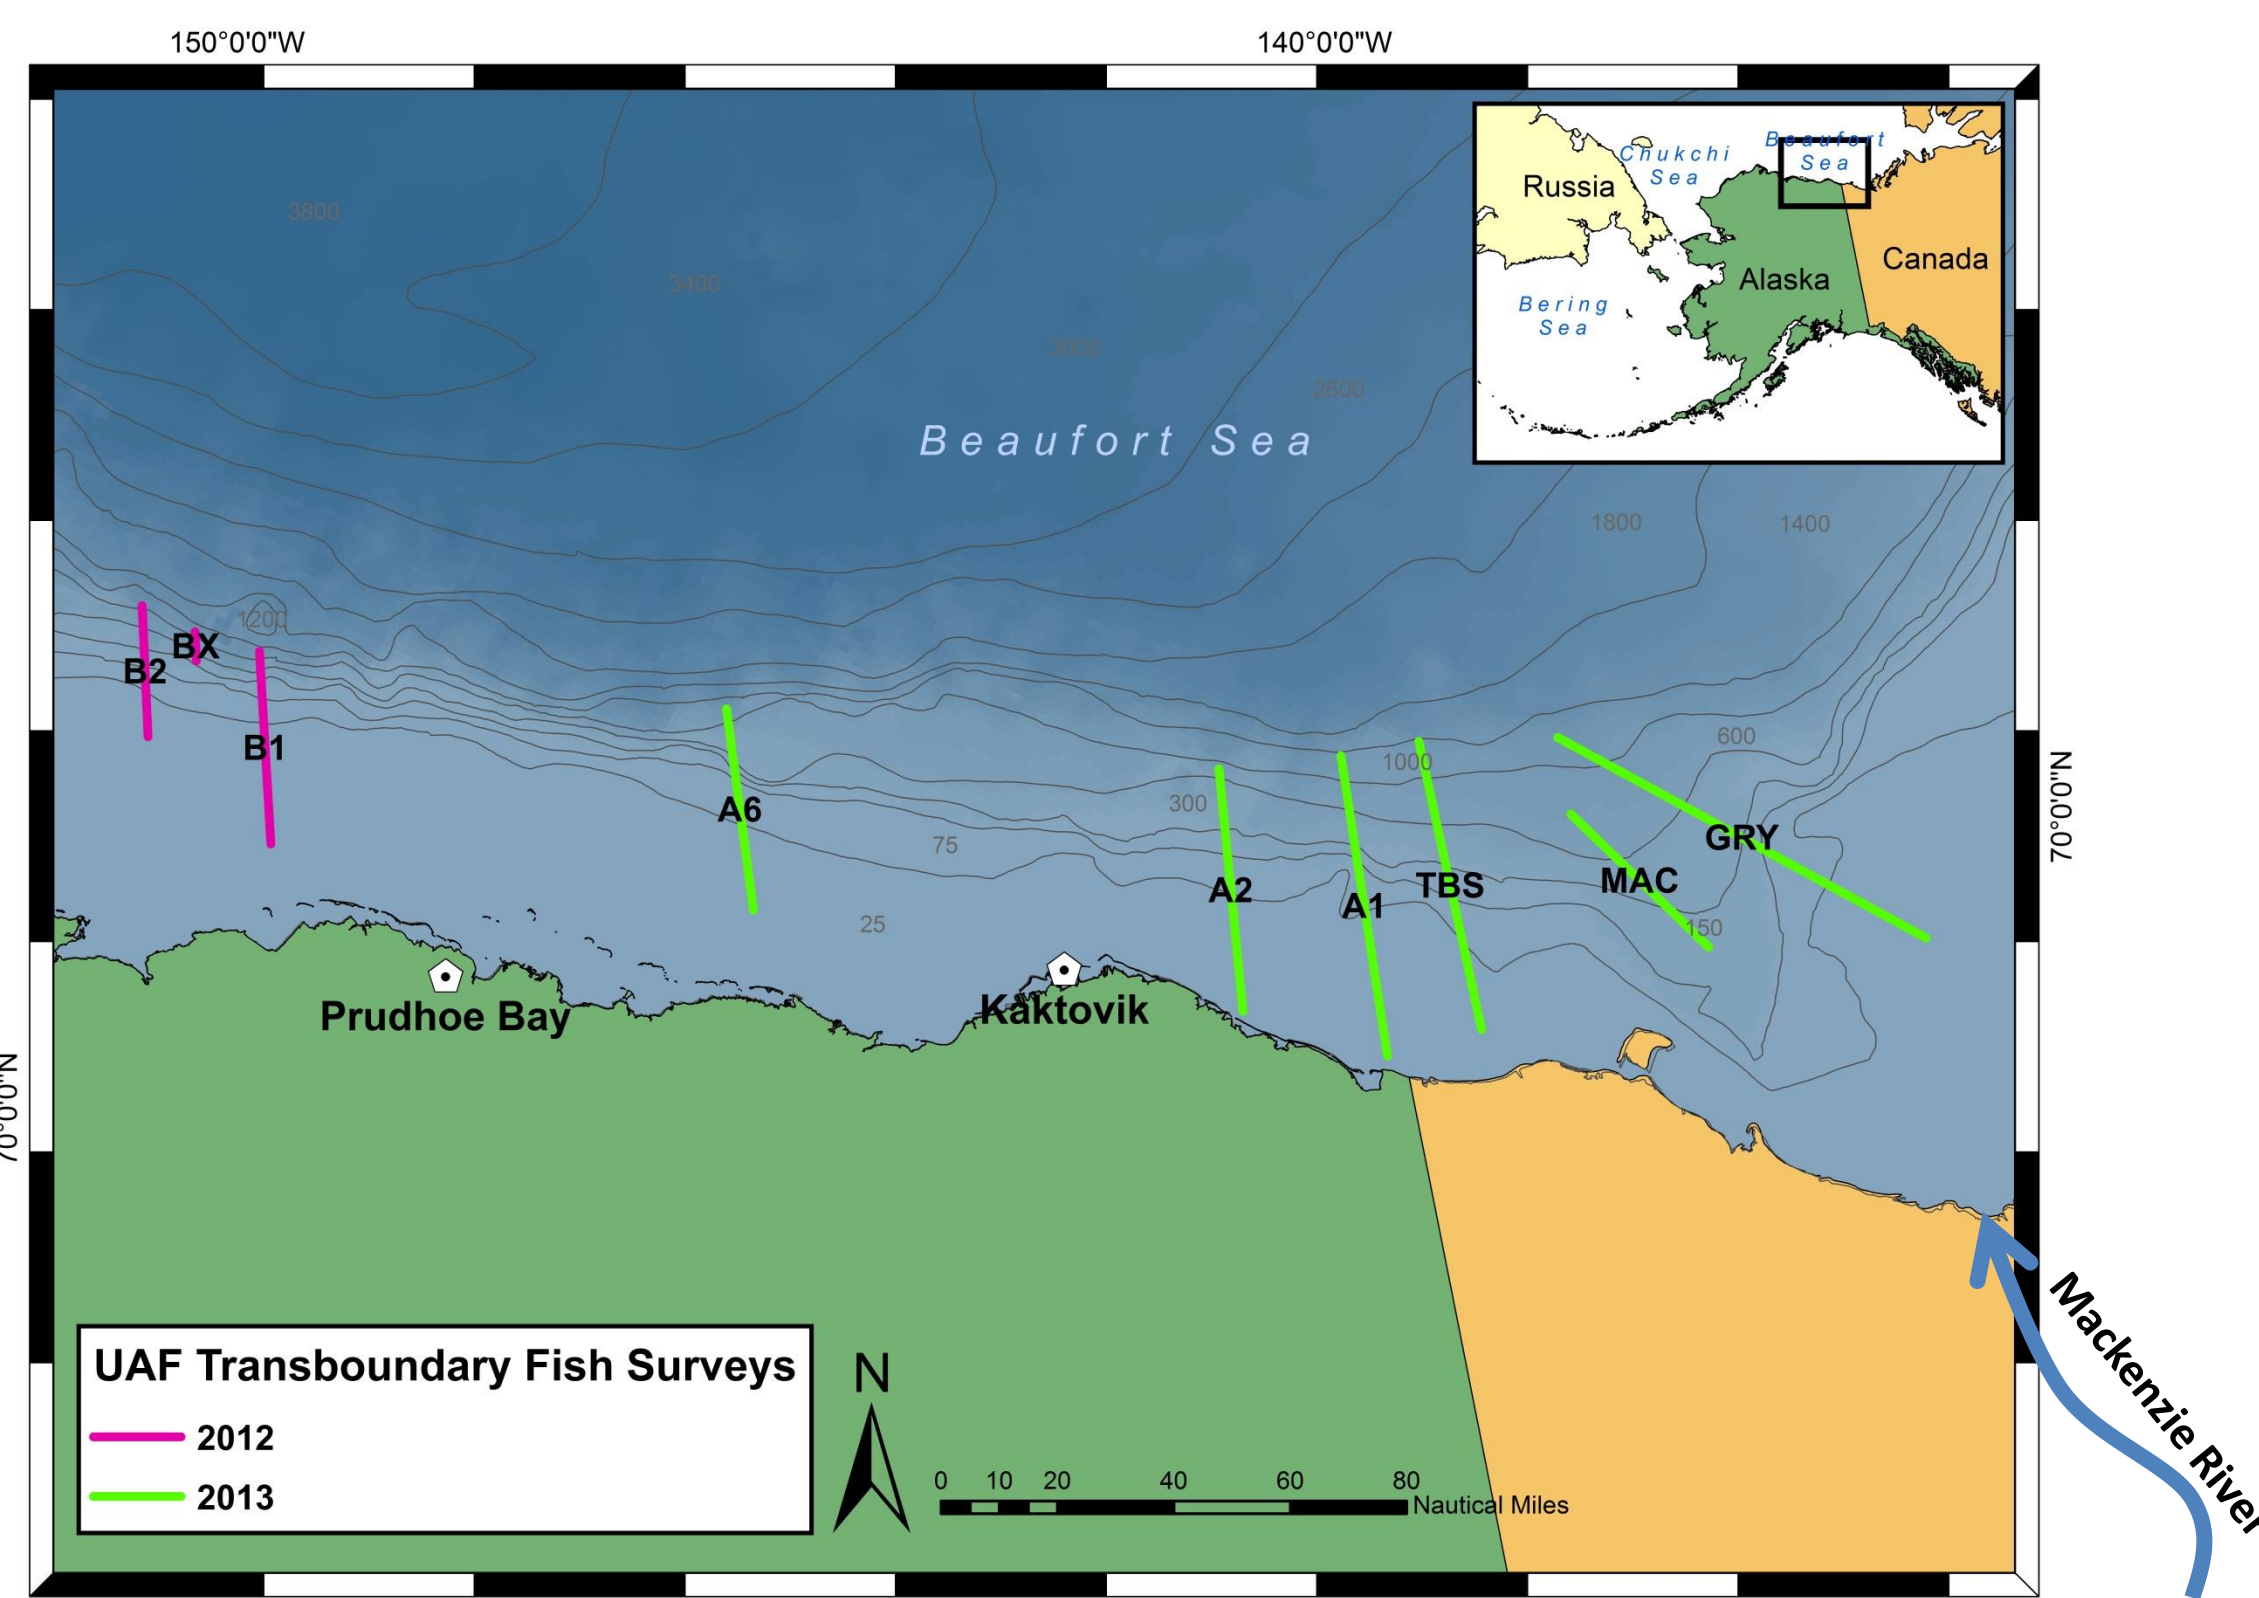 150°0'0"W
140°0'0"W
Beaufort
Sea
Chukchi
Sea
Russia
Canada
Alaska
Bering
Sea
3800
3400
3000
2600
Beaufort Sea
1800
1400
1200
BX
B2
B1
600
1000
70°0'0"N
300
A6
75
GRY
MAC
TBS
A2
A1
25
150
Prudhoe Bay
Kaktovik
70°0'0"N
Mackenzie River
UAF Transboundary Fish Surveys
2012
2013
N
0 10 20 40 60 80
Nautical Miles